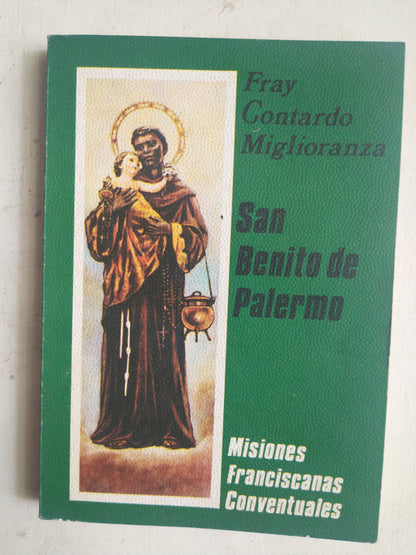 Fray
Contardo
Miglioranza
San
Benito de
Palermo
Misiones
Franciscanas
Conventuales